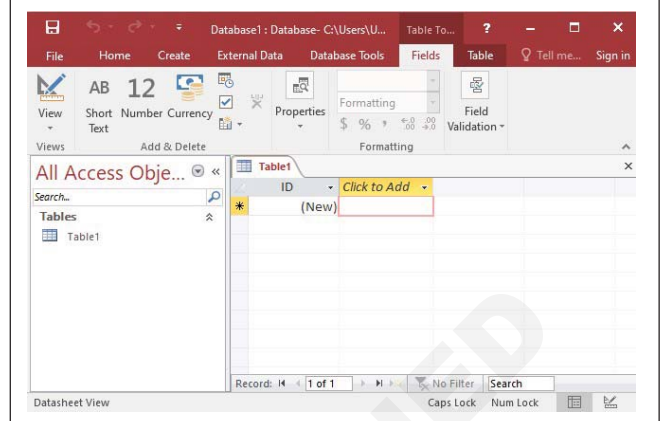 Database1 : Database- C:\Users\U... Table To... ?
File Home Create External Data Database Tools Fields Table Tell me... Sign in
AB 12
View Short Text Number Currency Properties Formatting Field Validation
$ % , .00
Views Add & Delete Formatting
All Access Obje... «
Search...
Tables
Table1
Table1
ID Click to Add
* (New)
Record: 1 of 1 No Filter Search
Datasheet View Caps Lock Num Lock